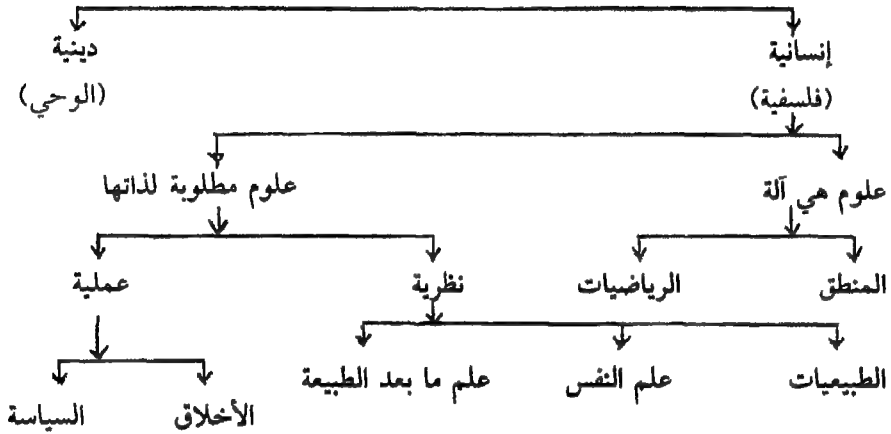 إنسانية دينية
(فلسفية) (الوحي)
علوم هي آلة علوم مطلوبة لذاتها
المنطق الرياضيات نظرية عملية
الطبيعيات علم النفس علم ما بعد الطبيعة
الأخلاق السياسة